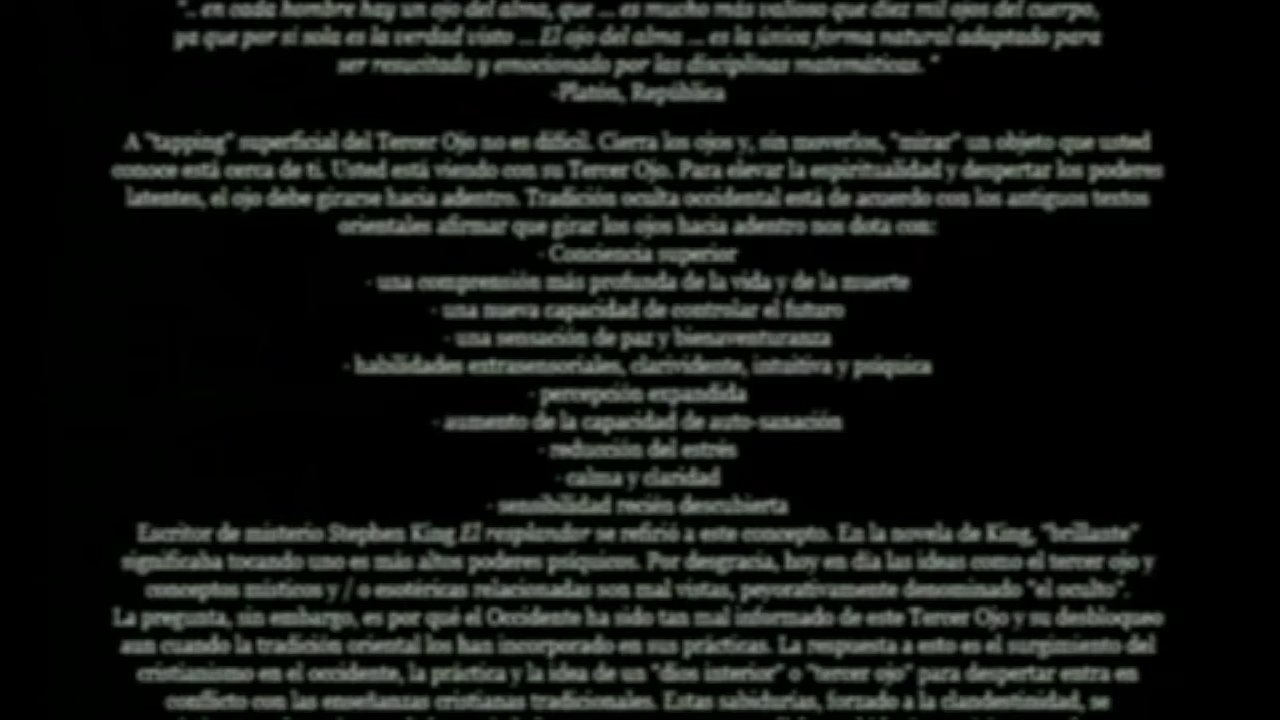 ".. en cada hombre hay un ojo del alma, que ... es mucho más valioso que diez mil ojos del cuerpo,
ya que por sí sola es la verdad visto ... El ojo del alma ... es la única forma natural adaptado para
ser resucitado y emocionado por las disciplinas matemáticas. "
-Platón, República
A "tapping" superficial del Tercer Ojo no es difícil. Cierra los ojos y, sin moverlos, "mirar" un objeto que usted
conoce está cerca de ti. Usted está viendo con su Tercer Ojo. Para elevar la espiritualidad y despertar los poderes
latentes, el ojo debe girarse hacia adentro. Tradición oculta occidental está de acuerdo con los antiguos textos
orientales afirmar que girar los ojos hacia adentro nos dota con:
- Conciencia superior
- una comprensión más profunda de la vida y de la muerte
- una nueva capacidad de controlar el futuro
- una sensación de paz y bienaventuranza
- habilidades extrasensoriales, clarividente, intuitiva y psíquica
- percepción expandida
- aumento de la capacidad de auto-sanación
- reducción del estrés
- calma y claridad
- sensibilidad recién descubierta
Escritor de misterio Stephen King El resplandor se refirió a este concepto. En la novela de King, "brillante"
significaba tocando uno es más altos poderes psíquicos. Por desgracia, hoy en día las ideas como el tercer ojo y
conceptos místicos y / o esotéricas relacionadas son mal vistas, peyorativamente denominado "el oculto".
La pregunta, sin embargo, es por qué el Occidente ha sido tan mal informado de este Tercer Ojo y su desbloqueo
aun cuando la tradición oriental los han incorporado en sus prácticas. La respuesta a esto es el surgimiento del
cristianismo en el occidente, la práctica y la idea de un "dios interior" o "tercer ojo" para despertar entra en
conflicto con las enseñanzas cristianas tradicionales. Estas sabidurías, forzado a la clandestinidad, se